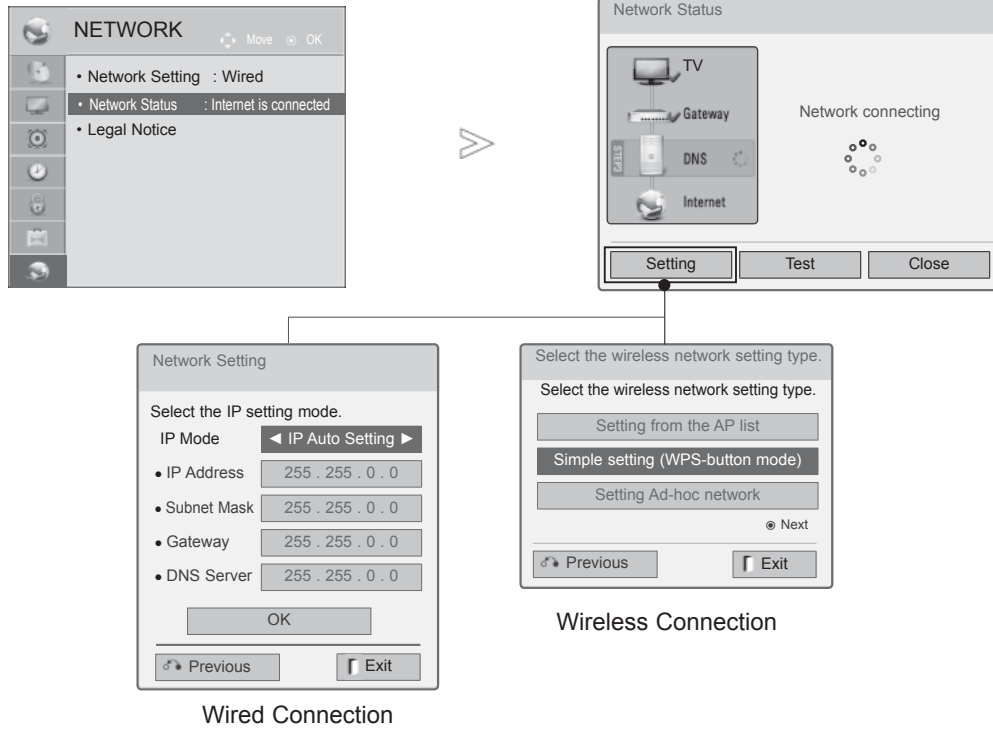 NETWORK
Move OK
• Network Setting : Wired
• Network Status : Internet is connected
• Legal Notice
Network Status
TV
Gateway
STEP3
DNS
Internet
Network connecting
Setting
Test
Close
Network Setting
Select the IP setting mode.
IP Mode ◄ IP Auto Setting ►
• IP Address 255 . 255 . 0 . 0
• Subnet Mask 255 . 255 . 0 . 0
• Gateway 255 . 255 . 0 . 0
• DNS Server 255 . 255 . 0 . 0
OK
Previous
Exit
Wired Connection
Select the wireless network setting type.
Select the wireless network setting type.
Setting from the AP list
Simple setting (WPS-button mode)
Setting Ad-hoc network
Next
Previous
Exit
Wireless Connection